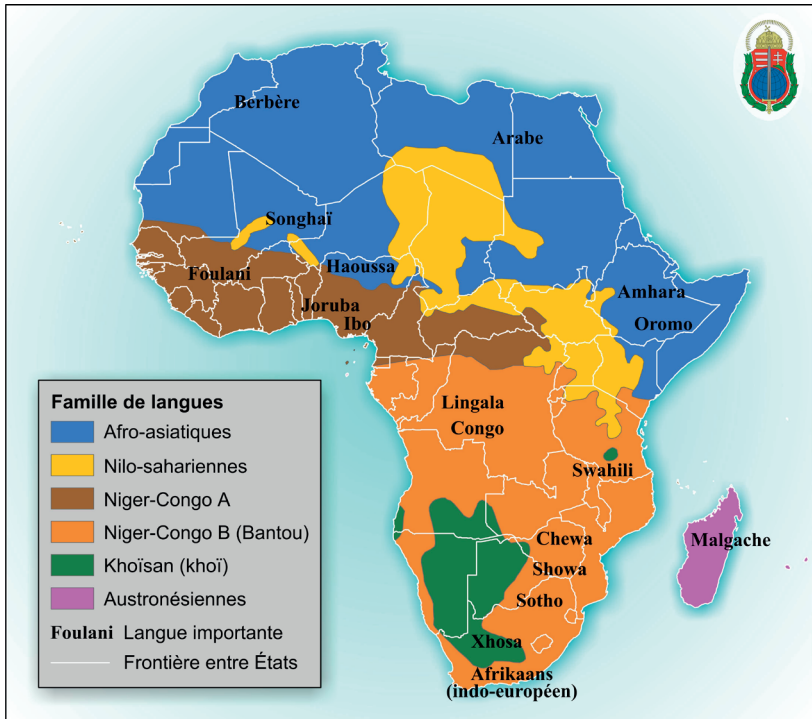 Berbère
Arabe
Songhaï
Foulani
Haoussa
Joruba
Ibo
Amhara
Oromo
Lingala
Congo
Swahili
Chewa
Showa
Sotho
Xhosa
Afrikaans
(indo-européen)
Malgache
Famille de langues
Afro-asiatiques
Nilo-sahariennes
Niger-Congo A
Niger-Congo B (Bantou)
Khoïsan (khoï)
Austronésiennes
Foulani Langue importante
Frontière entre États